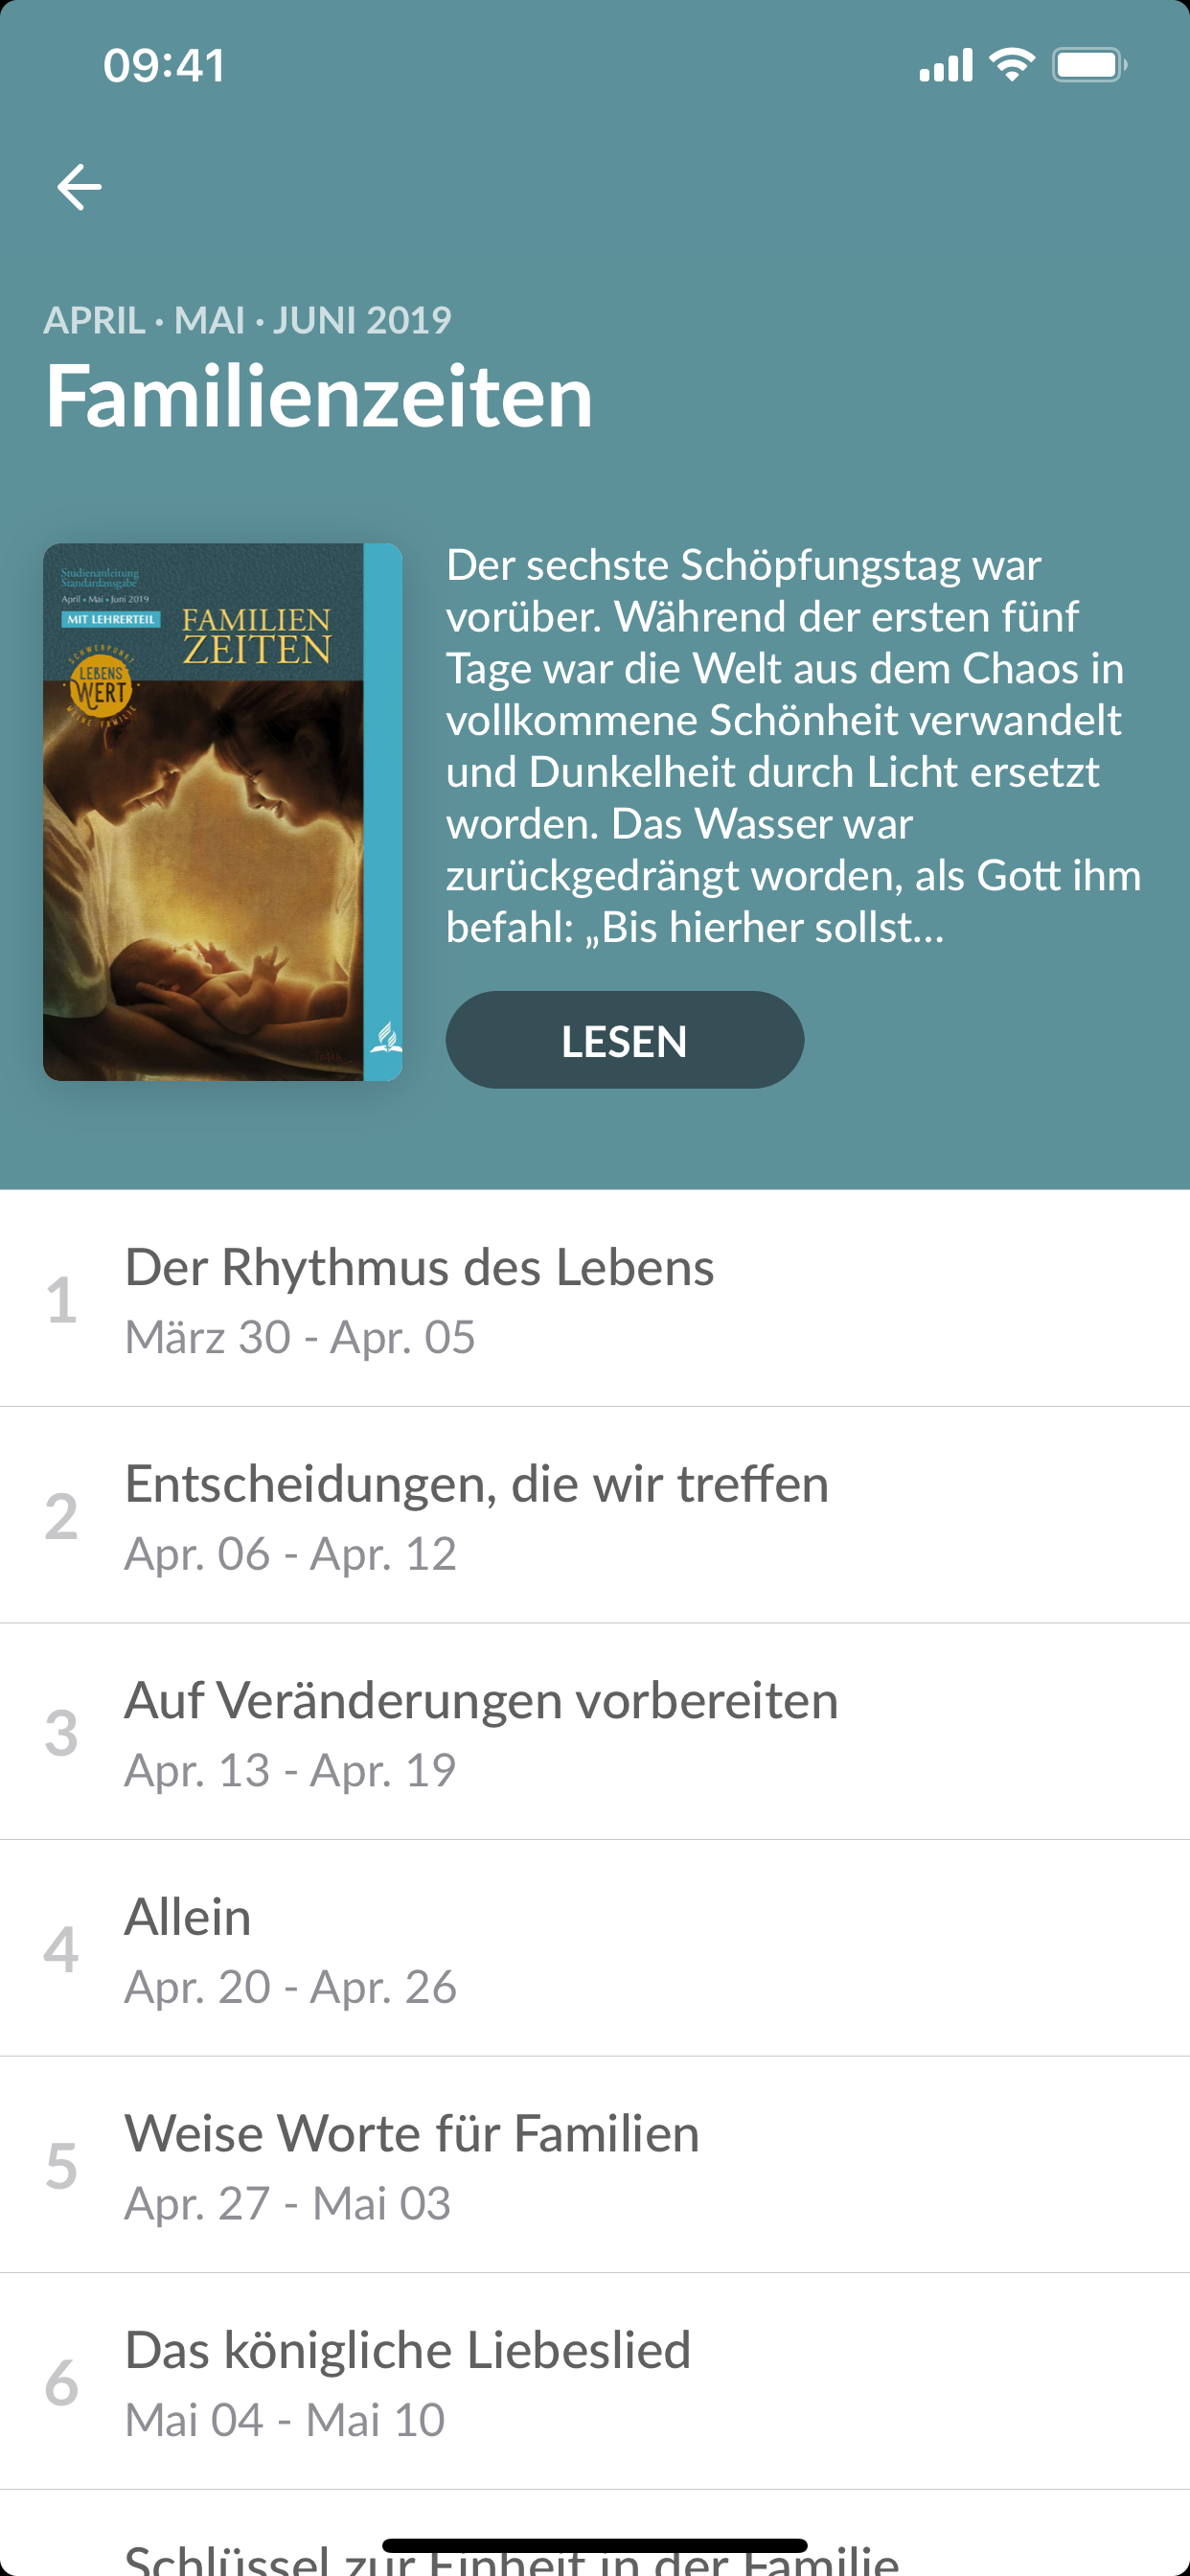 09:41
APRIL · MAI · JUNI 2019
Familienzeiten
Studienanleitung
Standardausgabe
April • Mai • Juni 2019
MIT LEHRERTEIL
FAMILIEN
ZEITEN
SCHWERPUNKT
LEBENS
WERT
MEINE FAMILIE
Der sechste Schöpfungstag war
vorüber. Während der ersten fünf
Tage war die Welt aus dem Chaos in
vollkommene Schönheit verwandelt
und Dunkelheit durch Licht ersetzt
worden. Das Wasser war
zurückgedrängt worden, als Gott ihm
befahl: „Bis hierher sollst...
LESEN
1
Der Rhythmus des Lebens
März 30 - Apr. 05
2
Entscheidungen, die wir treffen
Apr. 06 - Apr. 12
3
Auf Veränderungen vorbereiten
Apr. 13 - Apr. 19
4
Allein
Apr. 20 - Apr. 26
5
Weise Worte für Familien
Apr. 27 - Mai 03
6
Das königliche Liebeslied
Mai 04 - Mai 10
Schlüssel zur Einheit in der Familie